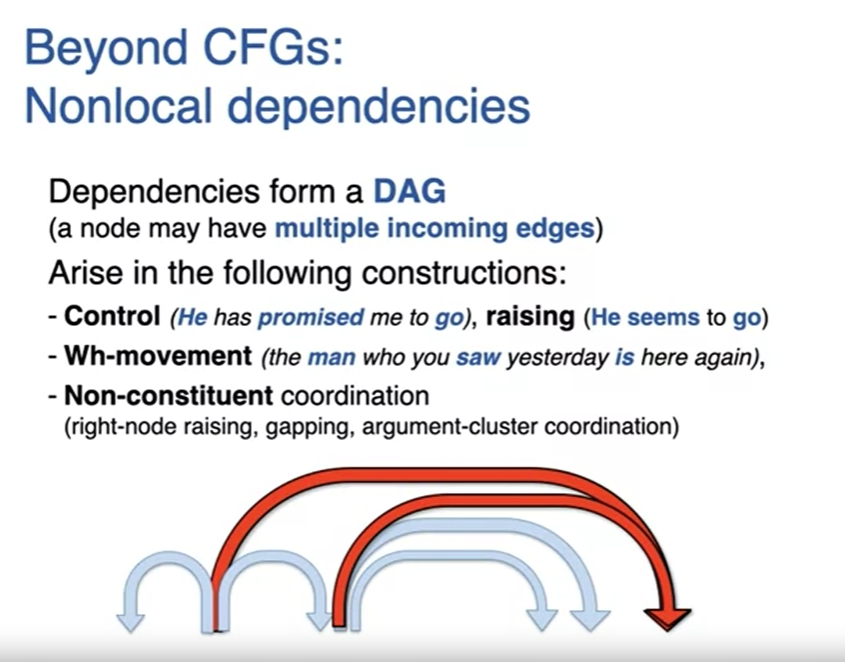 Beyond CFGs:
Nonlocal dependencies
Dependencies form a DAG
(a node may have multiple incoming edges)
Arise in the following constructions:
- Control (He has promised me to go), raising (He seems to go)
- Wh-movement (the man who you saw yesterday is here again),
- Non-constituent coordination
(right-node raising, gapping, argument-cluster coordination)